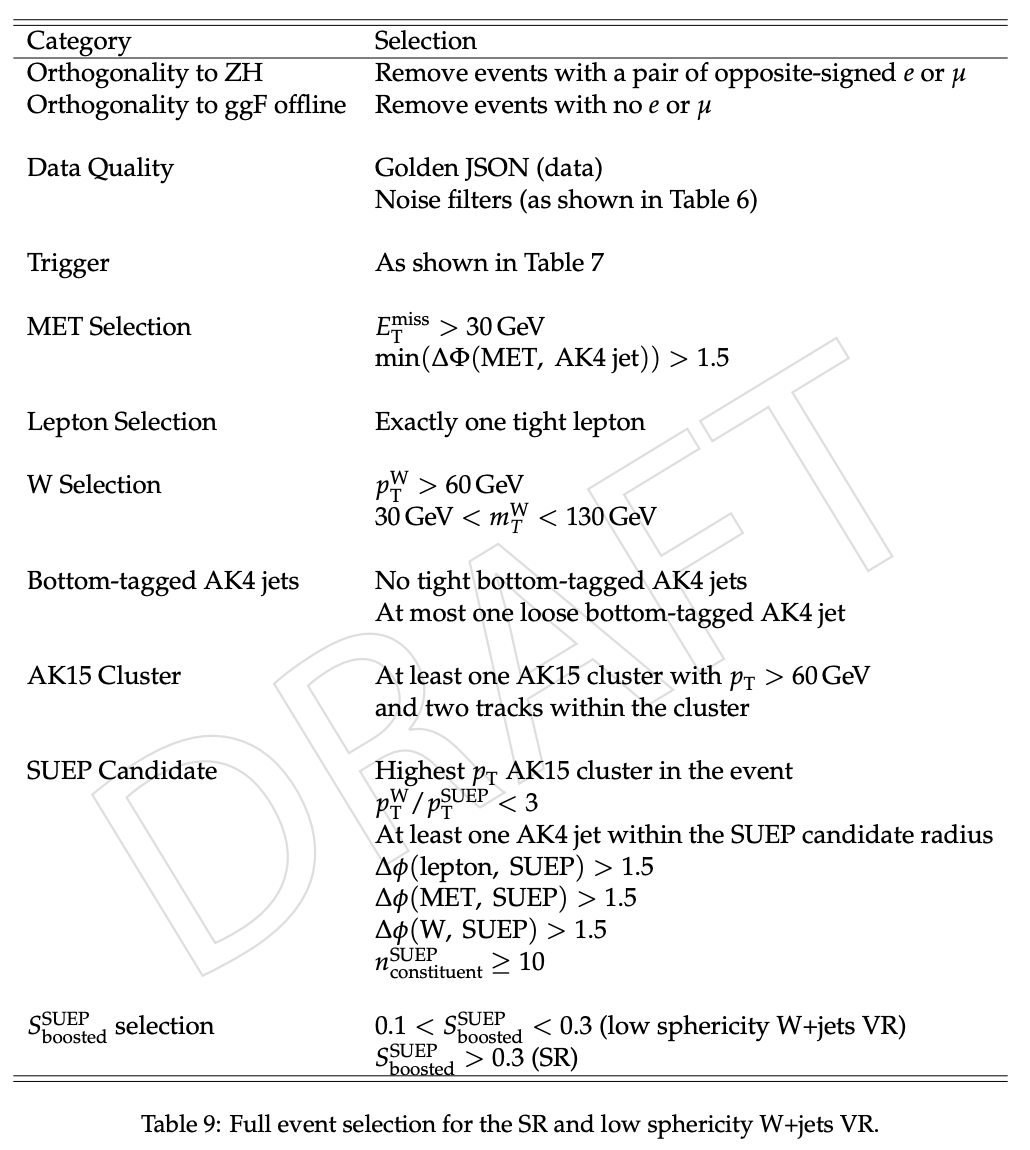 Category Selection
Orthogonality to ZH Remove events with a pair of opposite-signed e or μ
Orthogonality to ggF offline Remove events with no e or μ
Data Quality Golden JSON (data)
Noise filters (as shown in Table 6)
Trigger As shown in Table 7
MET Selection E_T^miss > 30 GeV
min(ΔΦ(MET, AK4 jet)) > 1.5
Lepton Selection Exactly one tight lepton
W Selection p_T^W > 60 GeV
30 GeV < m_T^W < 130 GeV
Bottom-tagged AK4 jets No tight bottom-tagged AK4 jets
At most one loose bottom-tagged AK4 jet
AK15 Cluster At least one AK15 cluster with p_T > 60 GeV
and two tracks within the cluster
SUEP Candidate Highest p_T AK15 cluster in the event
p_T^W / p_T^SUEP < 3
At least one AK4 jet within the SUEP candidate radius
Δϕ(lepton, SUEP) > 1.5
Δϕ(MET, SUEP) > 1.5
Δϕ(W, SUEP) > 1.5
n_constituent^SUEP ≥ 10
S_boosted^SUEP selection 0.1 < S_boosted^SUEP < 0.3 (low sphericity W+jets VR)
S_boosted^SUEP > 0.3 (SR)
Table 9: Full event selection for the SR and low sphericity W+jets VR.
DRAFT